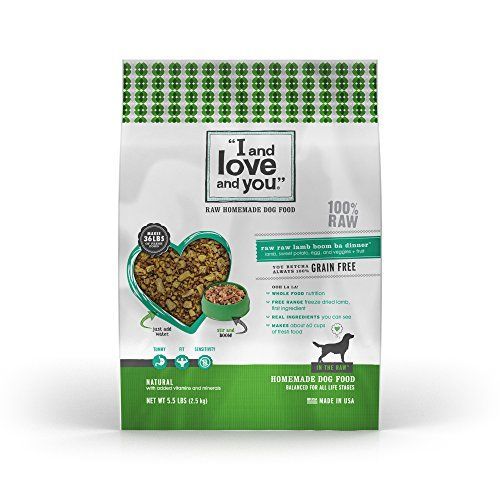 "I and
love
and you®
RAW HOMEMADE DOG FOOD
100%
RAW
MAKES
36LBS
raw raw lamb boom ba dinner™
lamb, sweet potato, egg, and veggies + fruit
YOU BETCHA
ALWAYS 100% GRAIN FREE
OOH LA LA!
WHOLE FOOD nutrition
FREE RANGE freeze dried lamb,
first ingredient
REAL INGREDIENTS you can see
MAKES about 60 cups
of fresh food
just add
water
stir and
BOOM!
TUMMY FIT SENSITIVITY
IN THE RAW
NATURAL
with added vitamins and minerals
NET WT 5.5 LBS (2.5 kg)
HOMEMADE DOG FOOD
BALANCED FOR ALL LIFE STAGES
MADE IN USA